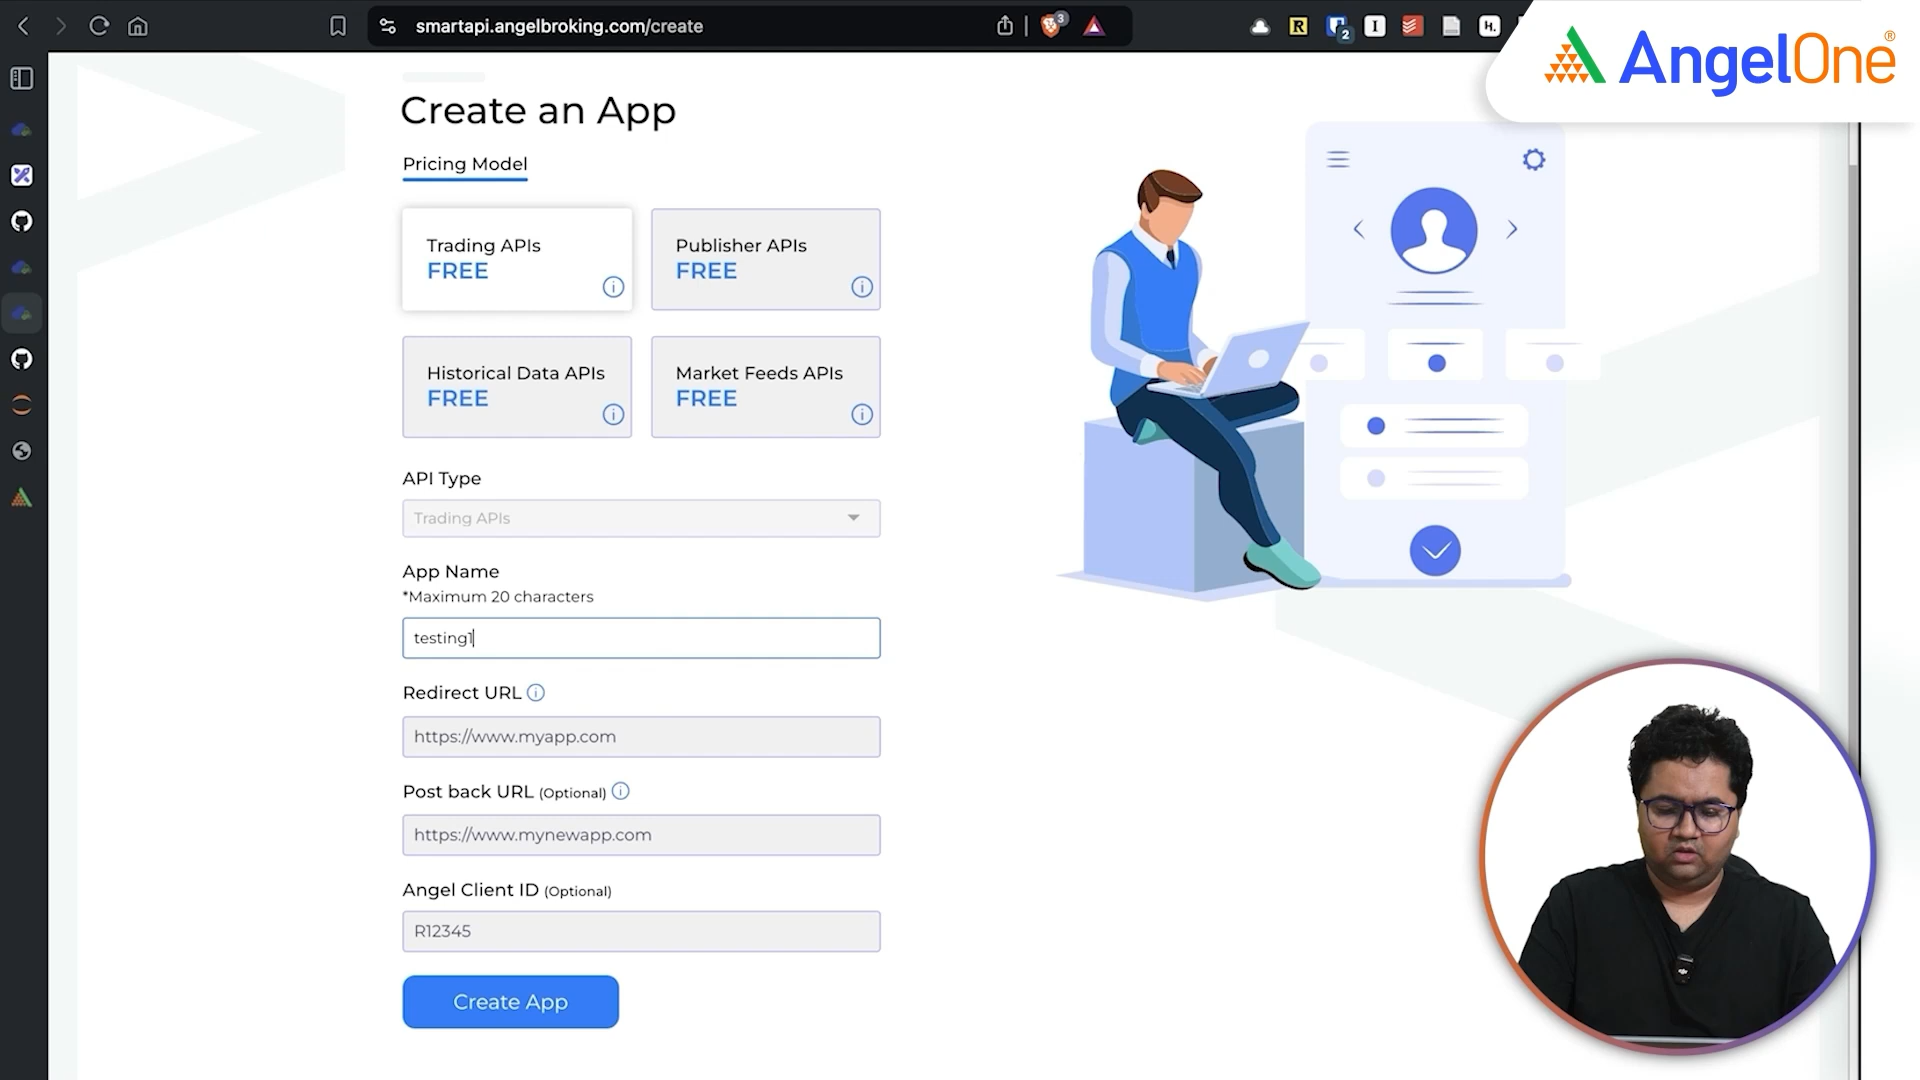 smartapi.angelbroking.com/create
3
R
2
I
H.
AngelOne®
Create an App
Pricing Model
Trading APIs
FREE
Publisher APIs
FREE
Historical Data APIs
FREE
Market Feeds APIs
FREE
API Type
Trading APIs
App Name
*Maximum 20 characters
testing1
Redirect URL
https://www.myapp.com
Post back URL (Optional)
https://www.mynewapp.com
Angel Client ID (Optional)
R12345
Create App